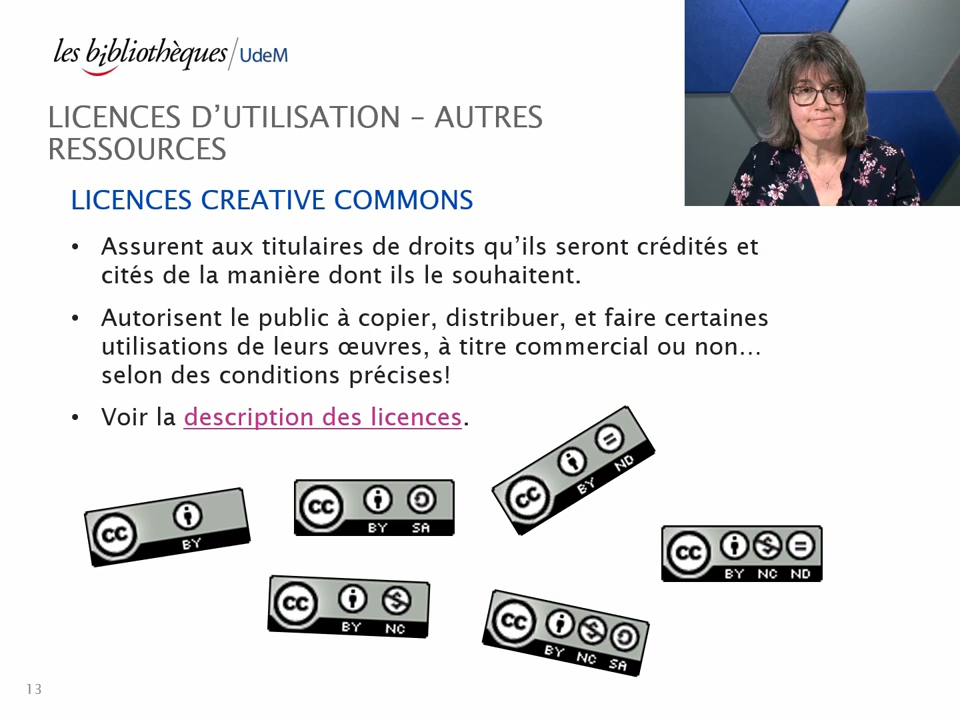 les bibliothèques/UdeM
LICENCES D’UTILISATION – AUTRES
RESSOURCES
LICENCES CREATIVE COMMONS
• Assurent aux titulaires de droits qu’ils seront crédités et
cités de la manière dont ils le souhaitent.
• Autorisent le public à copier, distribuer, et faire certaines
utilisations de leurs œuvres, à titre commercial ou non…
selon des conditions précises!
• Voir la description des licences.
CC BY
CC BY SA
CC BY ND
CC BY NC ND
CC BY NC
CC BY NC SA
13